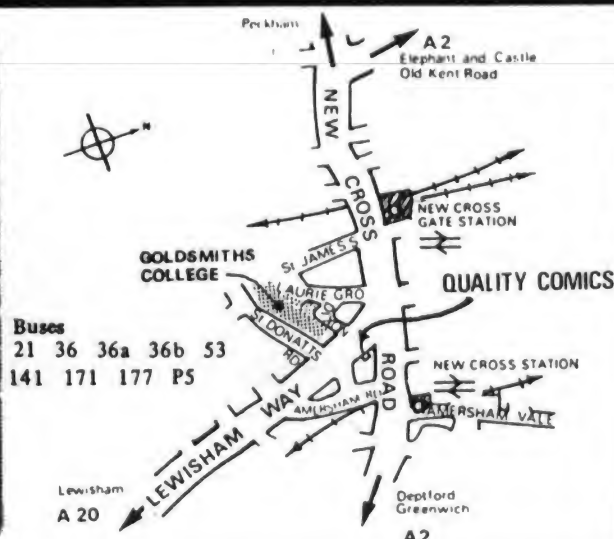 Peckham
A 2
Elephant and Castle
Old Kent Road
N
NEW
CROSS
ROAD
NEW CROSS
GATE STATION
ST JAMES'S
GOLDSMITHS
COLLEGE
LAURIE GRO
QUALITY COMICS
ST DONATTS
RD
Buses
21 36 36a 36b 53
141 171 177 P5
NEW CROSS STATION
AMERSHAM VALE
AMERSHAM
LEWISHAM WAY
Lewisham
A 20
Deptford
Greenwich
A2